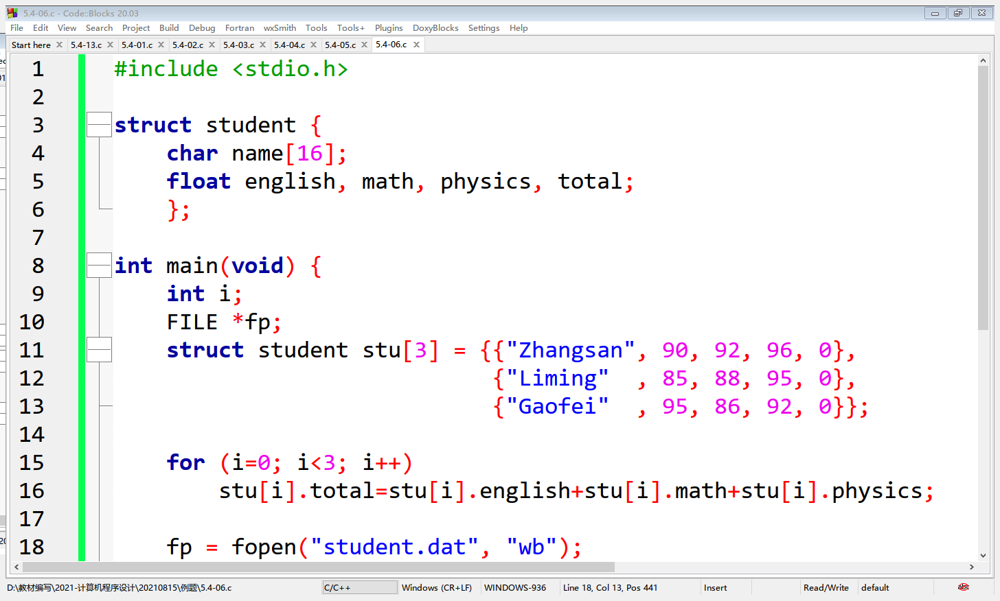 5.4-06.c - Code::Blocks 20.03
File Edit View Search Project Build Debug Fortran wxSmith Tools Tools+ Plugins DoxyBlocks Settings Help
Start here 5.4-13.c 5.4-01.c 5.4-02.c 5.4-03.c 5.4-04.c 5.4-05.c 5.4-06.c
1 #include <stdio.h>
2
3 struct student {
4 char name[16];
5 float english, math, physics, total;
6 };
7
8 int main(void) {
9 int i;
10 FILE *fp;
11 struct student stu[3] = {{"Zhangsan", 90, 92, 96, 0},
12 {"Liming" , 85, 88, 95, 0},
13 {"Gaofei" , 95, 86, 92, 0}};
14
15 for (i=0; i<3; i++)
16 stu[i].total=stu[i].english+stu[i].math+stu[i].physics;
17
18 fp = fopen("student.dat", "wb");
D:\教材编写\2021-计算机程序设计\20210815\例题\5.4-06.c C/C++ Windows (CR+LF) WINDOWS-936 Line 18, Col 13, Pos 441 Insert Read/Write default abc